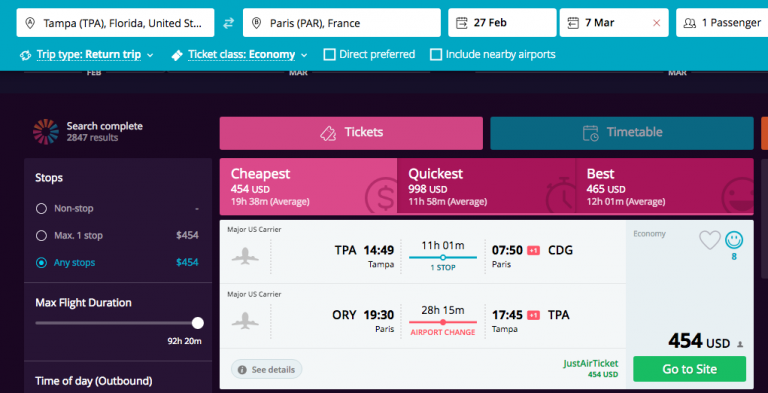 Tampa (TPA), Florida, United St...
Paris (PAR), France
27 Feb
7 Mar
1 Passenger
Trip type: Return trip
Ticket class: Economy
Direct preferred
Include nearby airports
FEB
MAR
MAR
Search complete
2847 results
Tickets
Timetable
Stops
Non-stop -
Max. 1 stop $454
Any stops $454
Max Flight Duration
92h 20m
Time of day (Outbound)
Cheapest
454 USD
19h 38m (Average)
Quickest
998 USD
11h 58m (Average)
Best
465 USD
12h 01m (Average)
Major US Carrier
TPA 14:49
Tampa
11h 01m
1 STOP
07:50 +1 CDG
Paris
Major US Carrier
ORY 19:30
Paris
28h 15m
AIRPORT CHANGE
17:45 +1 TPA
Tampa
See details
JustAirTicket
454 USD
Economy
8
454 USD
Go to Site